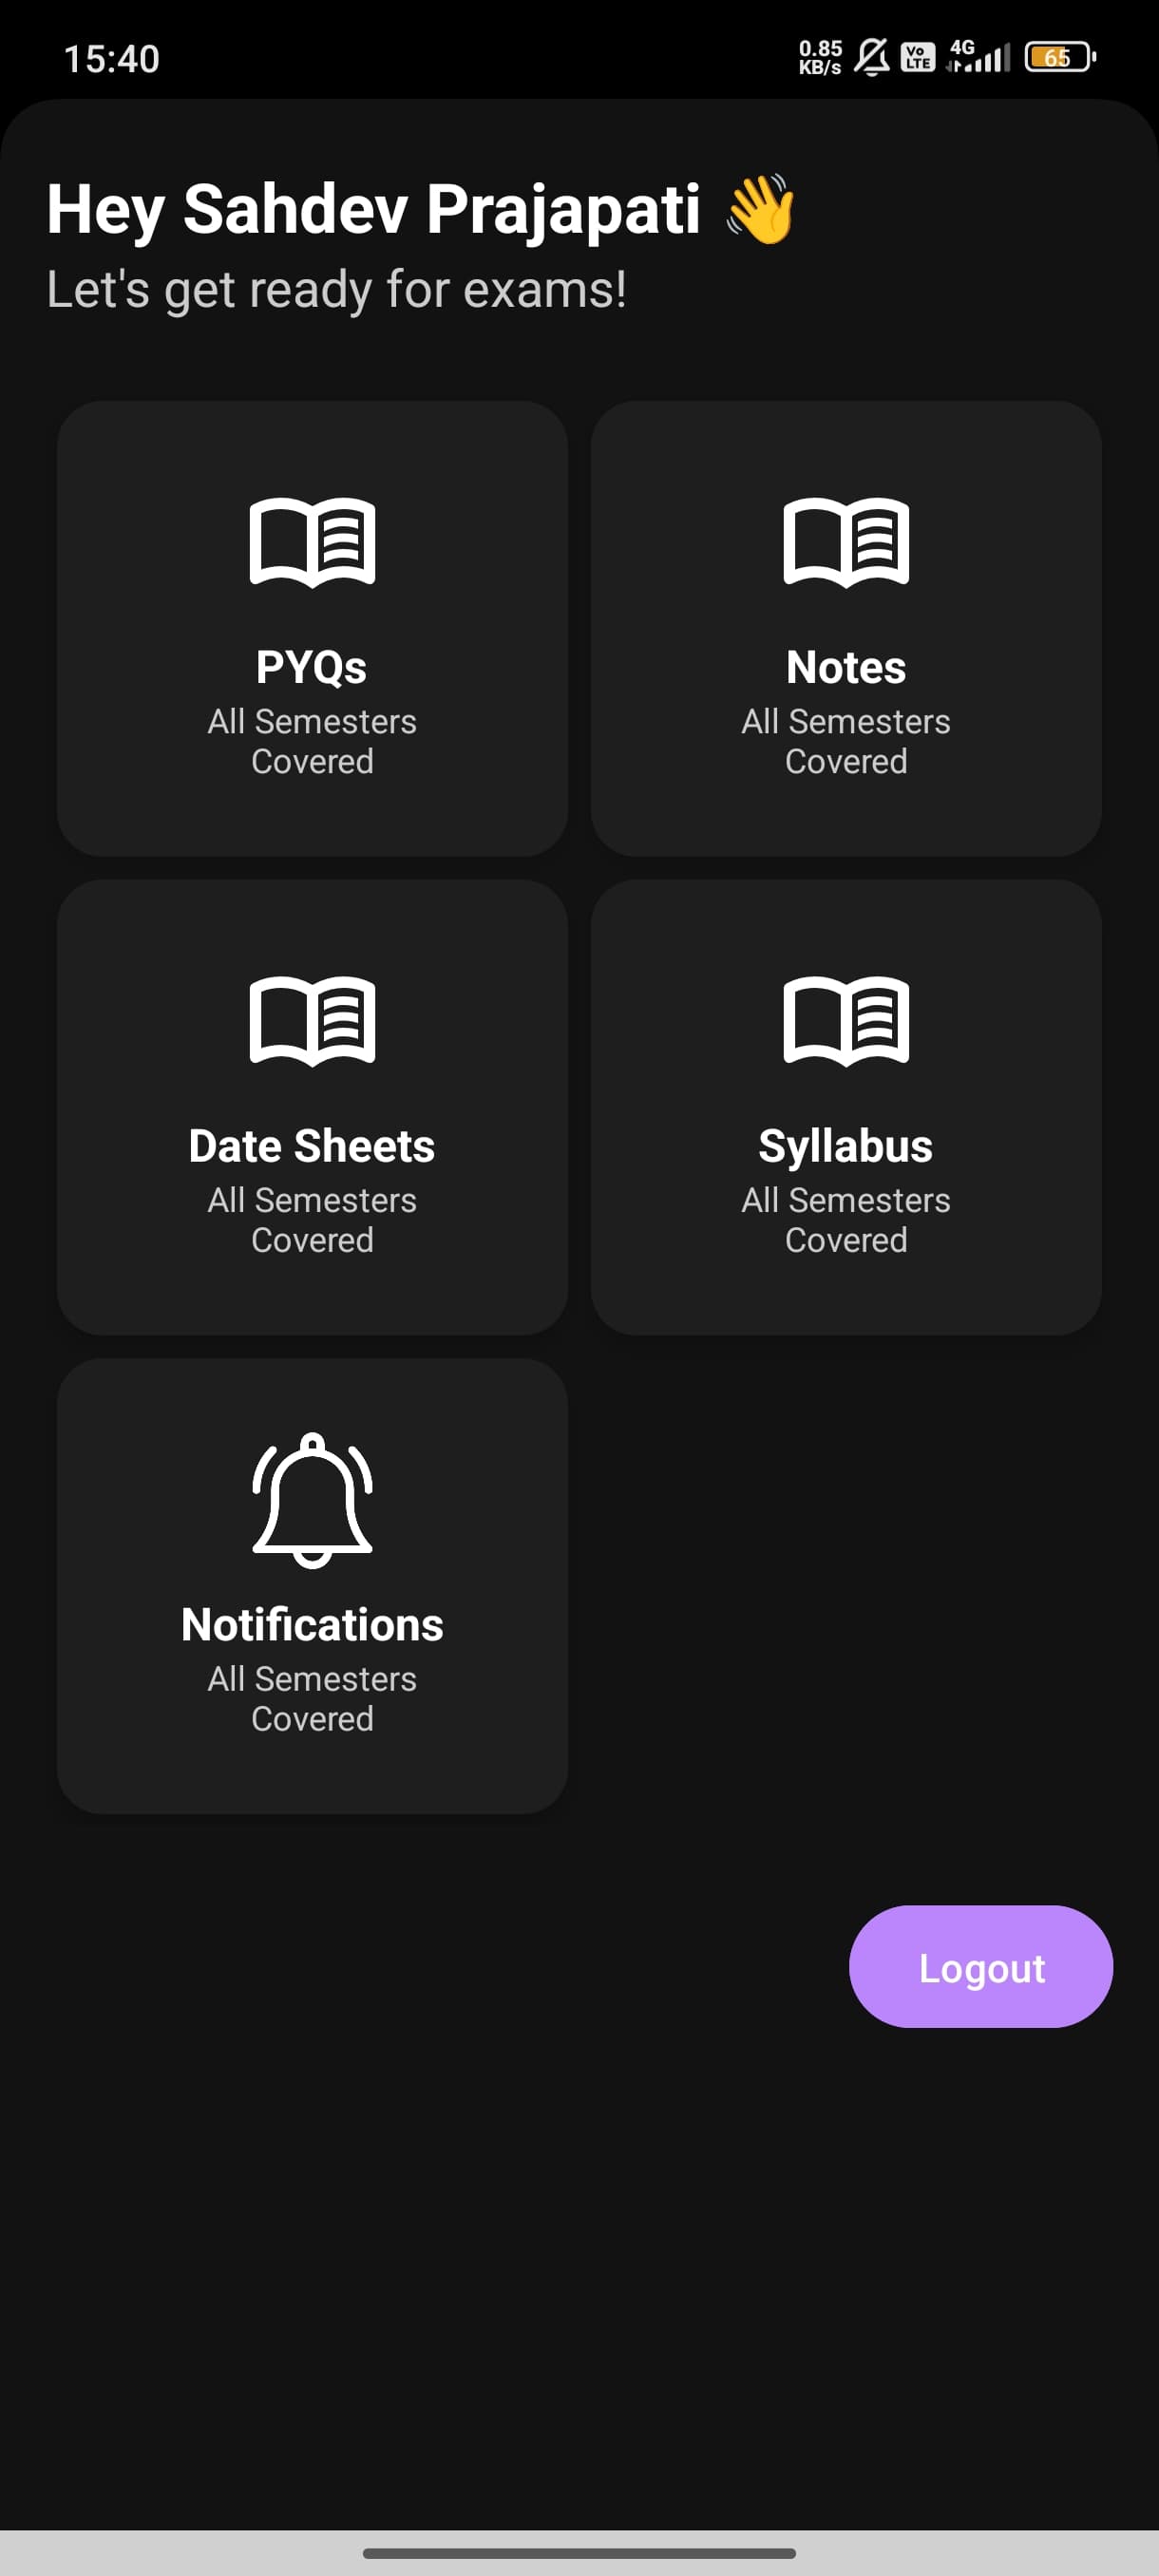 15:40
0.85
KB/s
Vo
LTE
4G
65
Hey Sahdev Prajapati 👋
Let's get ready for exams!
PYQs
All Semesters
Covered
Notes
All Semesters
Covered
Date Sheets
All Semesters
Covered
Syllabus
All Semesters
Covered
Notifications
All Semesters
Covered
Logout